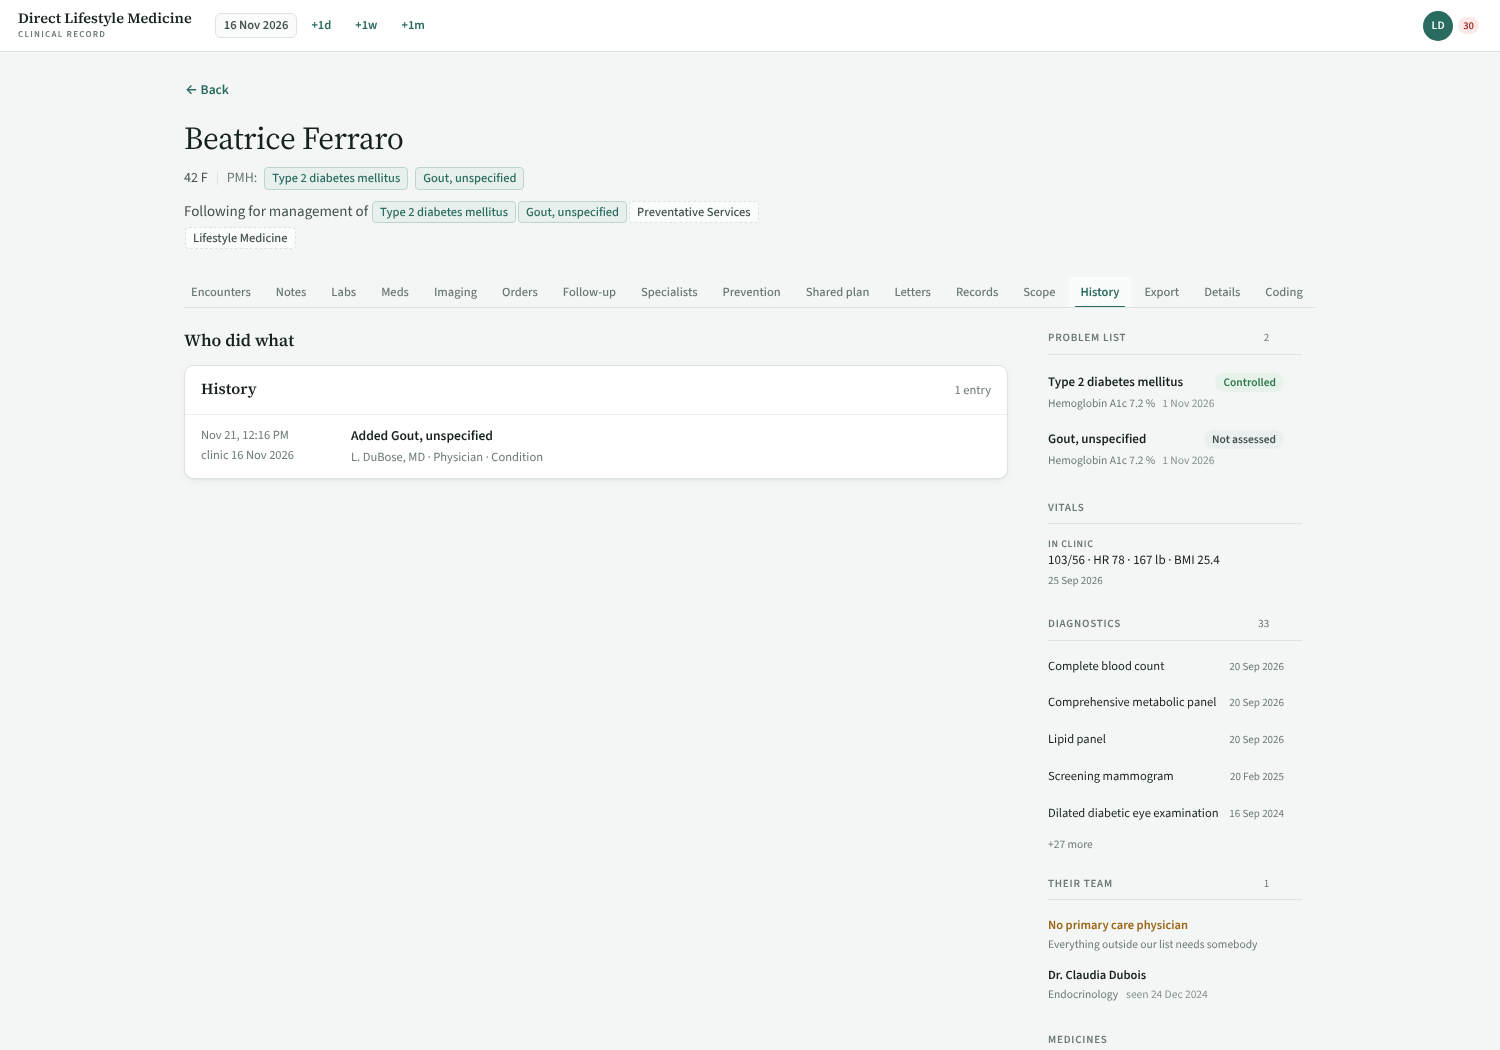 Direct Lifestyle Medicine
CLINICAL RECORD
16 Nov 2026 +1d +1w +1m
LD 30
← Back
Beatrice Ferraro
42 F PMH: Type 2 diabetes mellitus Gout, unspecified
Following for management of Type 2 diabetes mellitus Gout, unspecified Preventative Services
Lifestyle Medicine
Encounters Notes Labs Meds Imaging Orders Follow-up Specialists Prevention Shared plan Letters Records Scope History Export Details Coding
Who did what
History 1 entry
Nov 21, 12:16 PM Added Gout, unspecified
clinic 16 Nov 2026 L. DuBose, MD · Physician · Condition
PROBLEM LIST 2
Type 2 diabetes mellitus Controlled
Hemoglobin A1c 7.2 % 1 Nov 2026
Gout, unspecified Not assessed
Hemoglobin A1c 7.2 % 1 Nov 2026
VITALS
IN CLINIC
103/56 · HR 78 · 167 lb · BMI 25.4
25 Sep 2026
DIAGNOSTICS 33
Complete blood count 20 Sep 2026
Comprehensive metabolic panel 20 Sep 2026
Lipid panel 20 Sep 2026
Screening mammogram 20 Feb 2025
Dilated diabetic eye examination 16 Sep 2024
+27 more
THEIR TEAM 1
No primary care physician
Everything outside our list needs somebody
Dr. Claudia Dubois
Endocrinology seen 24 Dec 2024
MEDICINES